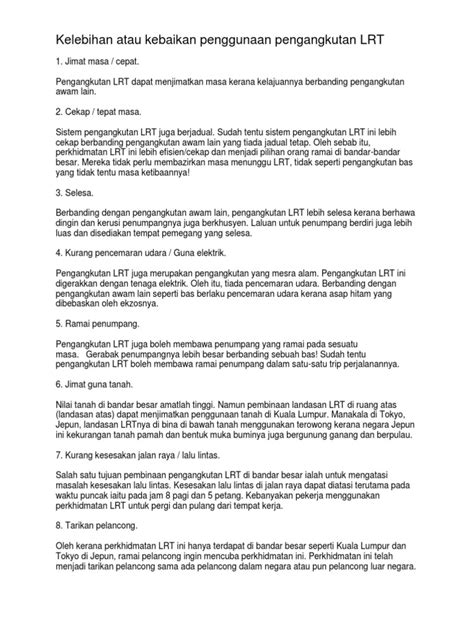 Kelebihan atau kebaikan penggunaan pengangkutan LRT
1. Jimat masa / cepat.
Pengangkutan LRT dapat menjimatkan masa kerana kelajuannya berbanding pengangkutan
awam lain.
2. Cekap / tepat masa.
Sistem pengangkutan LRT juga berjadual. Sudah tentu sistem pengangkutan LRT ini lebih
cekap berbanding pengangkutan awam lain yang tiada jadual tetap. Oleh sebab itu,
perkhidmatan LRT ini lebih efisien/cekap dan menjadi pilihan orang ramai di bandar-bandar
besar. Mereka tidak perlu membazirkan masa menunggu LRT, tidak seperti pengangkutan bas
yang tidak tentu masa ketibaannya!
3. Selesa.
Berbanding dengan pengangkutan awam lain, pengangkutan LRT lebih selesa kerana berhawa
dingin dan kerusi penumpangnya juga berkhusyen. Laluan untuk penumpang berdiri juga lebih
luas dan disediakan tempat pemegang yang selesa.
4. Kurang pencemaran udara / Guna elektrik.
Pengangkutan LRT juga merupakan pengangkutan yang mesra alam. Pengangkutan LRT ini
digerakkan dengan tenaga elektrik. Oleh itu, tiada pencemaran udara. Berbanding dengan
pengangkutan awam lain seperti bas berlaku pencemaran udara kerana asap hitam yang
dibebaskan oleh ekzosnya.
5. Ramai penumpang.
Pengangkutan LRT juga boleh membawa penumpang yang ramai pada sesuatu
masa. Gerabak penumpangnya lebih besar berbanding sebuah bas! Sudah tentu
pengangkutan LRT boleh membawa ramai penumpang dalam satu-satu trip perjalanannya.
6. Jimat guna tanah.
Nilai tanah di bandar besar amatlah tinggi. Namun pembinaan landasan LRT di ruang atas
(landasan atas) dapat menjimatkan penggunaan tanah di Kuala Lumpur. Manakala di Tokyo,
Jepun, landasan LRTnya di bina di bawah tanah menggunakan terowong kerana negera Jepun
ini kekurangan tanah pamah dan bentuk muka buminya juga bergunung ganang dan berpulau.
7. Kurang kesesakan jalan raya / lalu lintas.
Salah satu tujuan pembinaan pengangkutan LRT di bandar besar ialah untuk mengatasi
masalah kesesakan lalu lintas. Kesesakan lalu lintas di jalan raya dapat diatasi terutama pada
waktu puncak iaitu pada jam 8 pagi dan 5 petang. Kebanyakan pekerja menggunakan
perkhidmatan LRT untuk pergi dan pulang dari tempat kerja.
8. Tarikan pelancong.
Oleh kerana perkhidmatan LRT ini hanya terdapat di bandar besar seperti Kuala Lumpur dan
Tokyo di Jepun, ramai pelancong ingin mencuba perkhidmatan ini. Perkhidmatan ini telah
menjadi tarikan pelancong sama ada pelancong dalam negara atau pun pelancong luar negara.